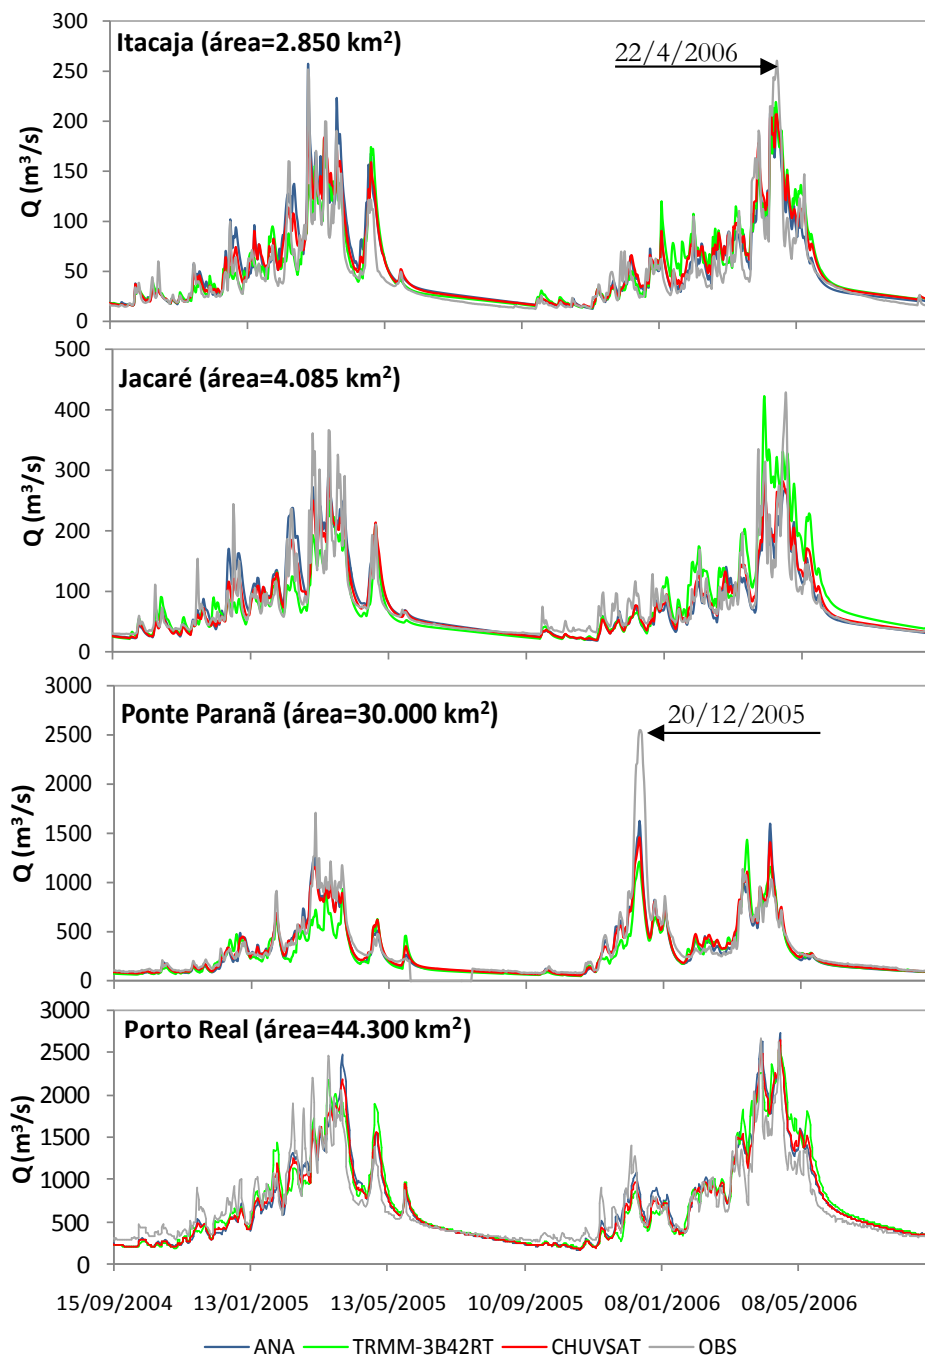 300
Itacaja (área=2.850 km²)
22/4/2006
250
200
150
100
50
0
Q (m³/s)
500
Jacaré (área=4.085 km²)
400
300
200
100
0
Q (m³/s)
3000
Ponte Paranã (área=30.000 km²)
20/12/2005
2500
2000
1500
1000
500
0
Q (m³/s)
3000
Porto Real (área=44.300 km²)
2500
2000
1500
1000
500
0
Q (m³/s)
15/09/2004 13/01/2005 13/05/2005 10/09/2005 08/01/2006 08/05/2006
ANA TRMM-3B42RT CHUVSAT OBS